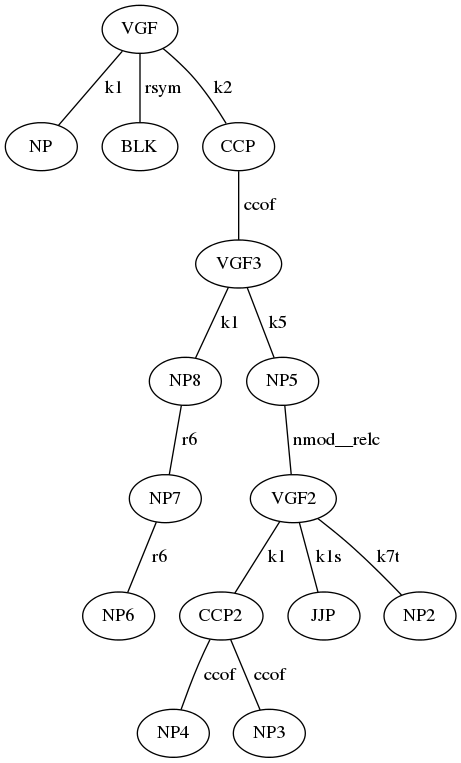 VGF
k1 rsym k2
NP BLK CCP
ccof
VGF3
k1 k5
NP8 NP5
r6 nmod__relc
NP7 VGF2
r6 k1 k1s k7t
NP6 CCP2 JJP NP2
ccof ccof
NP4 NP3